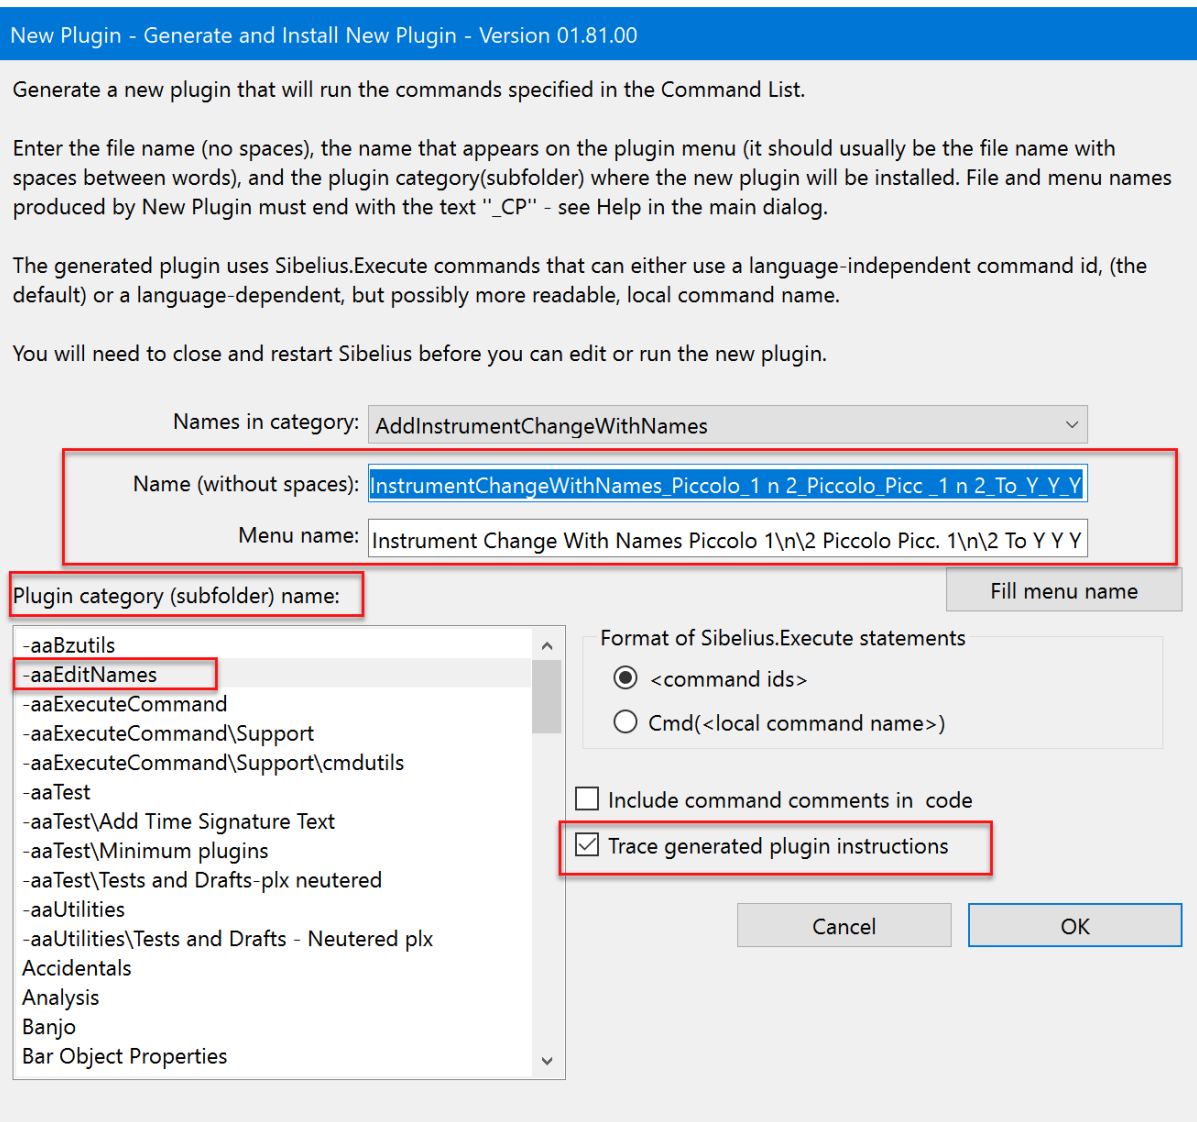 New Plugin - Generate and Install New Plugin - Version 01.81.00
Generate a new plugin that will run the commands specified in the Command List.
Enter the file name (no spaces), the name that appears on the plugin menu (it should usually be the file name with
spaces between words), and the plugin category(subfolder) where the new plugin will be installed. File and menu names
produced by New Plugin must end with the text ''_CP'' - see Help in the main dialog.
The generated plugin uses Sibelius.Execute commands that can either use a language-independent command id, (the
default) or a language-dependent, but possibly more readable, local command name.
You will need to close and restart Sibelius before you can edit or run the new plugin.
Names in category: AddInstrumentChangeWithNames
Name (without spaces): InstrumentChangeWithNames_Piccolo_1 n 2_Piccolo_Picc _1 n 2_To_Y_Y_Y
Menu name: Instrument Change With Names Piccolo 1\n\2 Piccolo Picc. 1\n\2 To Y Y Y
Fill menu name
Plugin category (subfolder) name:
-aaBzutils
-aaEditNames
-aaExecuteCommand
-aaExecuteCommand\Support
-aaExecuteCommand\Support\cmdutils
-aaTest
-aaTest\Add Time Signature Text
-aaTest\Minimum plugins
-aaTest\Tests and Drafts-plx neutered
-aaUtilities
-aaUtilities\Tests and Drafts - Neutered plx
Accidentals
Analysis
Banjo
Bar Object Properties
Format of Sibelius.Execute statements
<command ids>
Cmd(<local command name>)
Include command comments in  code
Trace generated plugin instructions
Cancel
OK